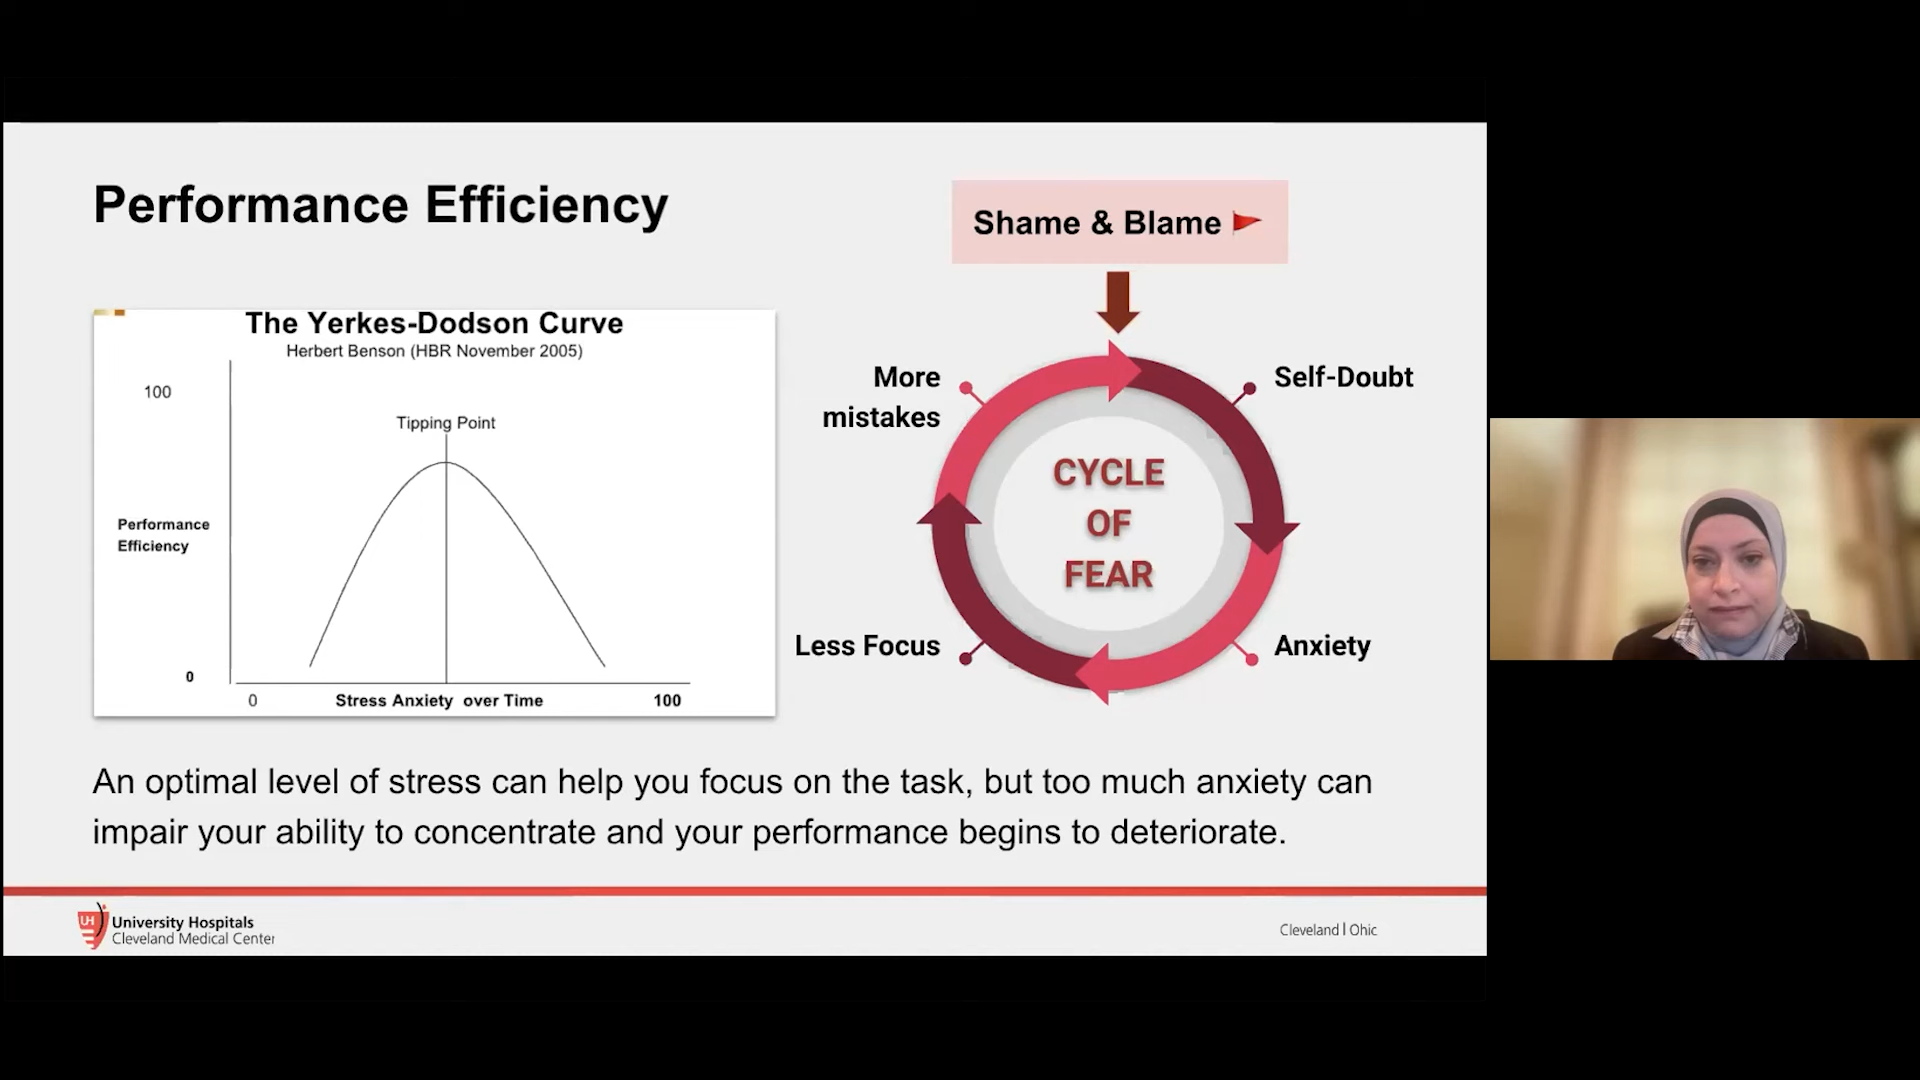 Performance Efficiency
The Yerkes-Dodson Curve
Herbert Benson (HBR November 2005)
100
Tipping Point
Performance
Efficiency
0
0
Stress Anxiety over Time
100
Shame & Blame
More
mistakes
Self-Doubt
CYCLE
OF
FEAR
Less Focus
Anxiety
An optimal level of stress can help you focus on the task, but too much anxiety can
impair your ability to concentrate and your performance begins to deteriorate.
UH
University Hospitals
Cleveland Medical Center
Cleveland | Ohic